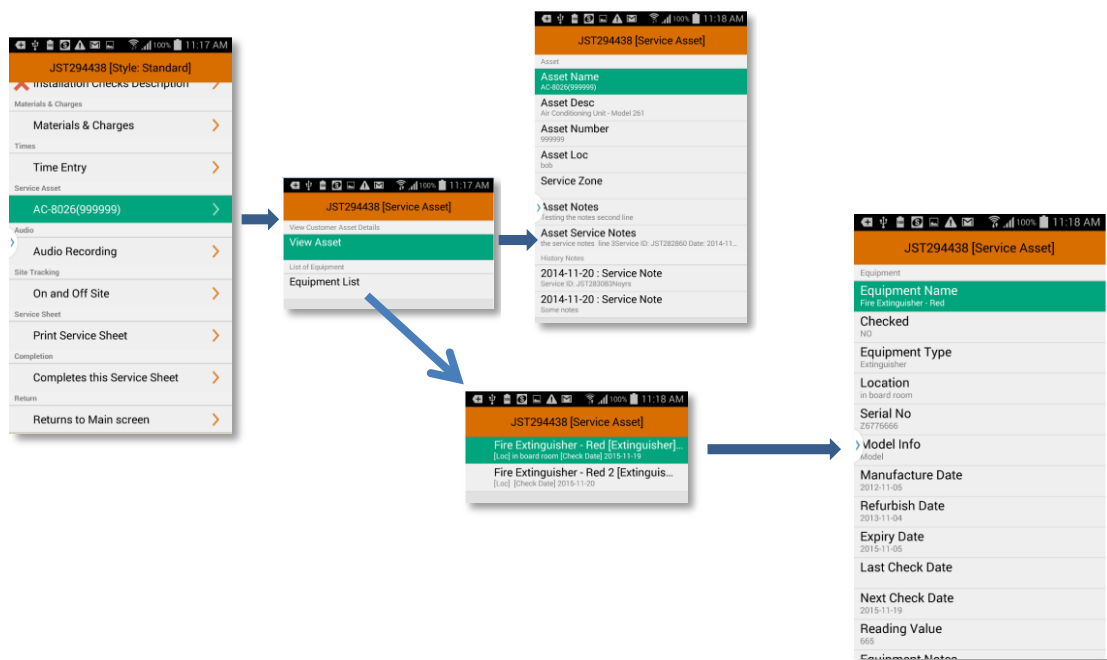 100% 11:17 AM
JST294438 [Style: Standard]
Installation Checks Description
Materials & Charges
Materials & Charges
Times
Time Entry
Service Asset
AC-8026(999999)
Audio
Audio Recording
Site Tracking
On and Off Site
Service Sheet
Print Service Sheet
Completion
Completes this Service Sheet
Return
Returns to Main screen
100% 11:17 AM
JST294438 [Service Asset]
View Customer Asset Details
View Asset
List of Equipment
Equipment List
100% 11:18 AM
JST294438 [Service Asset]
Asset
Asset Name
AC-8026(999999)
Asset Desc
Air Conditioning Unit - Model 261
Asset Number
999999
Asset Loc
bob
Service Zone
Asset Notes
Testing the notes second line
Asset Service Notes
the service notes line 3Service ID: JST282860 Date: 2014-11...
History Notes
2014-11-20 : Service Note
Service ID: JST283083Noyrs
2014-11-20 : Service Note
Some notes
100% 11:18 AM
JST294438 [Service Asset]
Fire Extinguisher - Red [Extinguisher]...
[Loc] in board room [Check Date] 2015-11-19
Fire Extinguisher - Red 2 [Extinguis...
[Loc] [Check Date] 2015-11-20
100% 11:18 AM
JST294438 [Service Asset]
Equipment
Equipment Name
Fire Extinguisher - Red
Checked
NO
Equipment Type
Extinguisher
Location
in board room
Serial No
Z6776666
Model Info
Model
Manufacture Date
2012-11-05
Refurbish Date
2013-11-04
Expiry Date
2015-11-05
Last Check Date
Next Check Date
2015-11-19
Reading Value
665
Equipment Notes